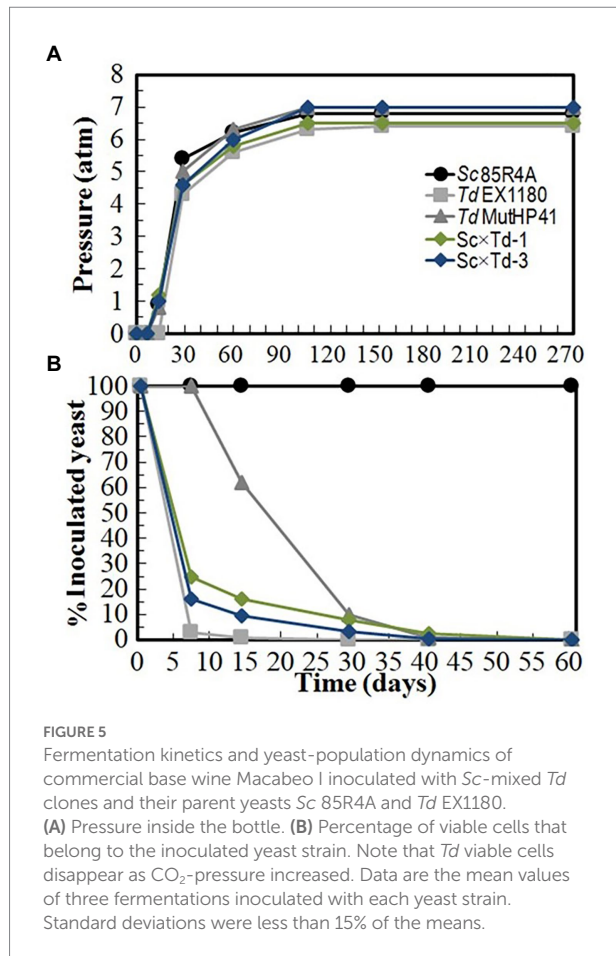 A
Pressure (atm)
8
7
6
5
4
3
2
1
0
Sc 85R4A
Td EX1180
Td MutHP41
Sc×Td-1
Sc×Td-3
0 30 60 90 120 150 180 210 240 270
B
% Inoculated yeast
100
90
80
70
60
50
40
30
20
10
0
0 5 10 15 20 25 30 35 40 45 50 55 60
Time (days)
FIGURE 5
Fermentation kinetics and yeast-population dynamics of
commercial base wine Macabeo I inoculated with Sc-mixed Td
clones and their parent yeasts Sc 85R4A and Td EX1180.
(A) Pressure inside the bottle. (B) Percentage of viable cells that
belong to the inoculated yeast strain. Note that Td viable cells
disappear as CO₂-pressure increased. Data are the mean values
of three fermentations inoculated with each yeast strain.
Standard deviations were less than 15% of the means.